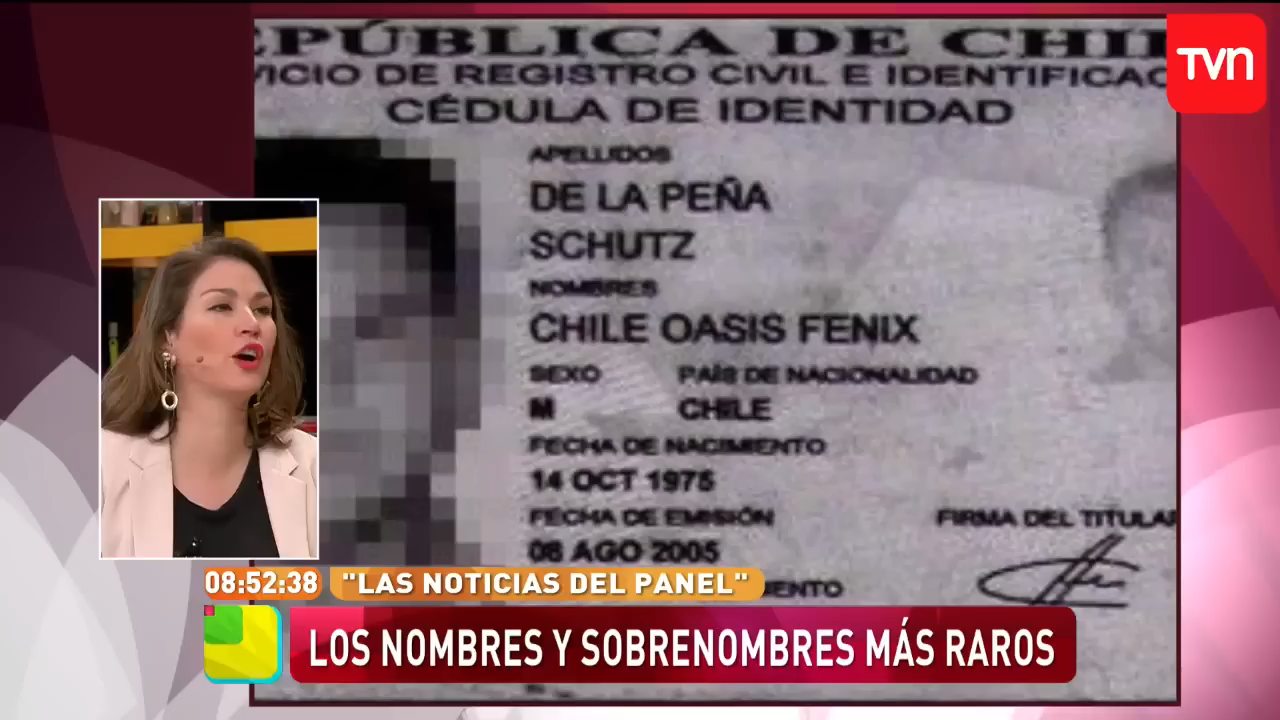 EPÚBLICA DE CHI
VICIO DE REGISTRO CIVIL E IDENTIFICAC
CÉDULA DE IDENTIDAD
TVN
APELLIDOS
DE LA PEÑA
SCHUTZ
NOMBRES
CHILE OASIS FENIX
SEXO PAÍS DE NACIONALIDAD
M CHILE
FECHA DE NACIMIENTO
14 OCT 1975
FECHA DE EMISIÓN FIRMA DEL TITULAR
08 AGO 2005
08:52:38 "LAS NOTICIAS DEL PANEL" IENTO
LOS NOMBRES Y SOBRENOMBRES MÁS RAROS